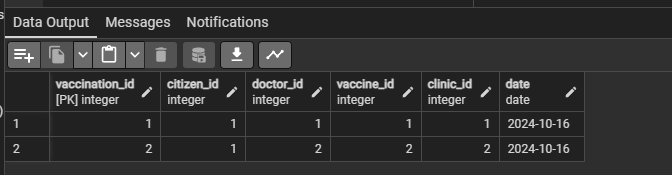 Data Output Messages Notifications
vaccination_id citizen_id doctor_id vaccine_id clinic_id date
[PK] integer integer integer integer integer date
1 1 1 1 1 1 2024-10-16
2 2 1 2 2 2 2024-10-16